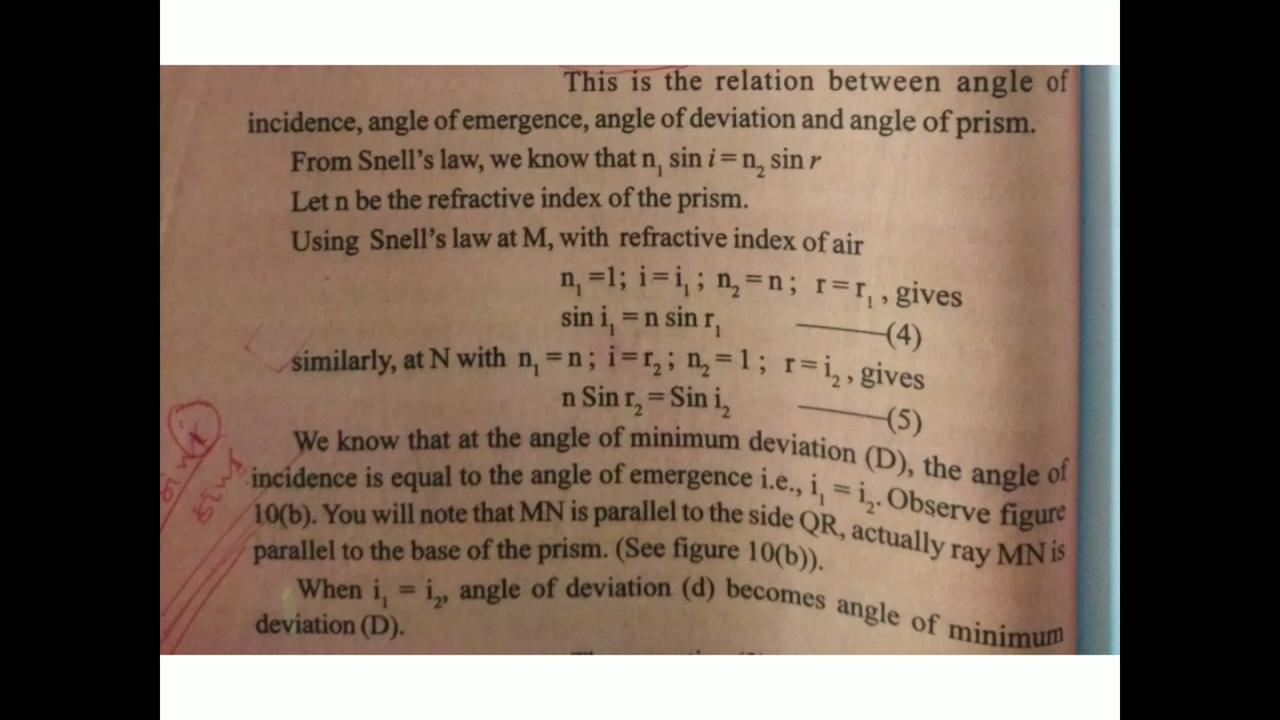 This is the relation between angle of
incidence, angle of emergence, angle of deviation and angle of prism.
From Snell's law, we know that n₁ sin i = n₂ sin r
Let n be the refractive index of the prism.
Using Snell's law at M, with refractive index of air
n₁ =1; i = i₁ ; n₂ = n ; r = r₁ , gives
sin i₁ = n sin r₁ ———(4)
similarly, at N with n₁ = n ; i = r₂ ; n₂ = 1 ; r = i₂ , gives
n Sin r₂ = Sin i₂ ———(5)
We know that at the angle of minimum deviation (D), the angle of
incidence is equal to the angle of emergence i.e., i₁ = i₂. Observe figure
10(b). You will note that MN is parallel to the side QR, actually ray MN is
parallel to the base of the prism. (See figure 10(b)).
When i₁ = i₂, angle of deviation (d) becomes angle of minimum
deviation (D).